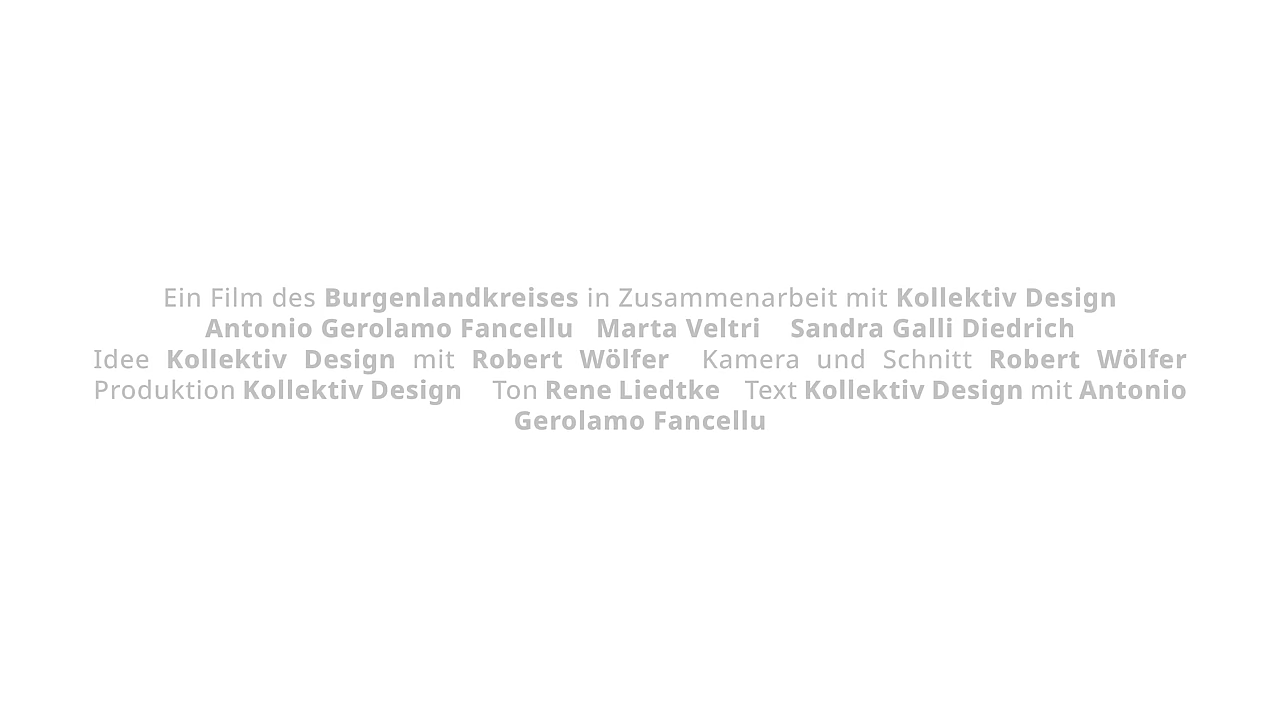 Ein Film des Burgenlandkreises in Zusammenarbeit mit Kollektiv Design
Antonio Gerolamo Fancellu Marta Veltri Sandra Galli Diedrich
Idee Kollektiv Design mit Robert Wölfer Kamera und Schnitt Robert Wölfer
Produktion Kollektiv Design Ton Rene Liedtke Text Kollektiv Design mit Antonio
Gerolamo Fancellu